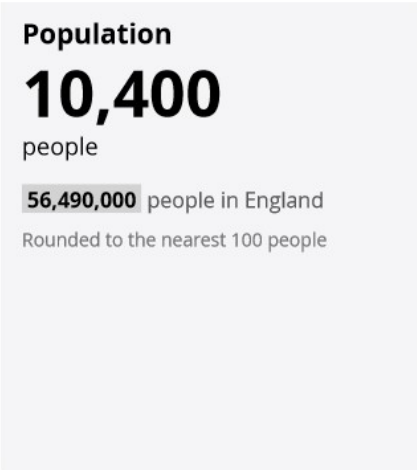 Population
10,400
people
56,490,000 people in England
Rounded to the nearest 100 people